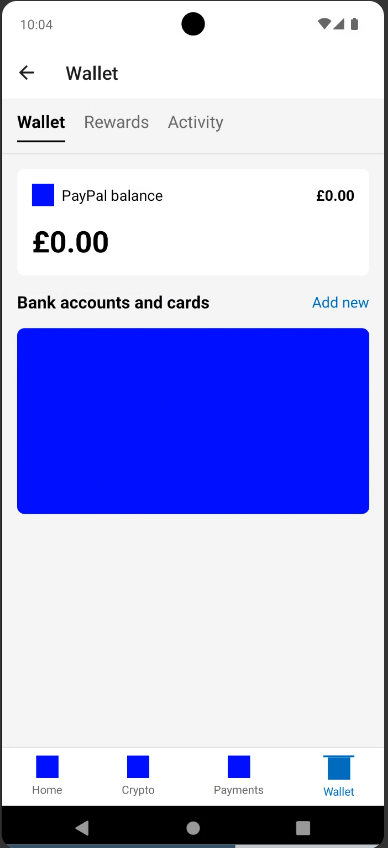 10:04
Wallet
Wallet Rewards Activity
PayPal balance £0.00
£0.00
Bank accounts and cards Add new
Home Crypto Payments Wallet